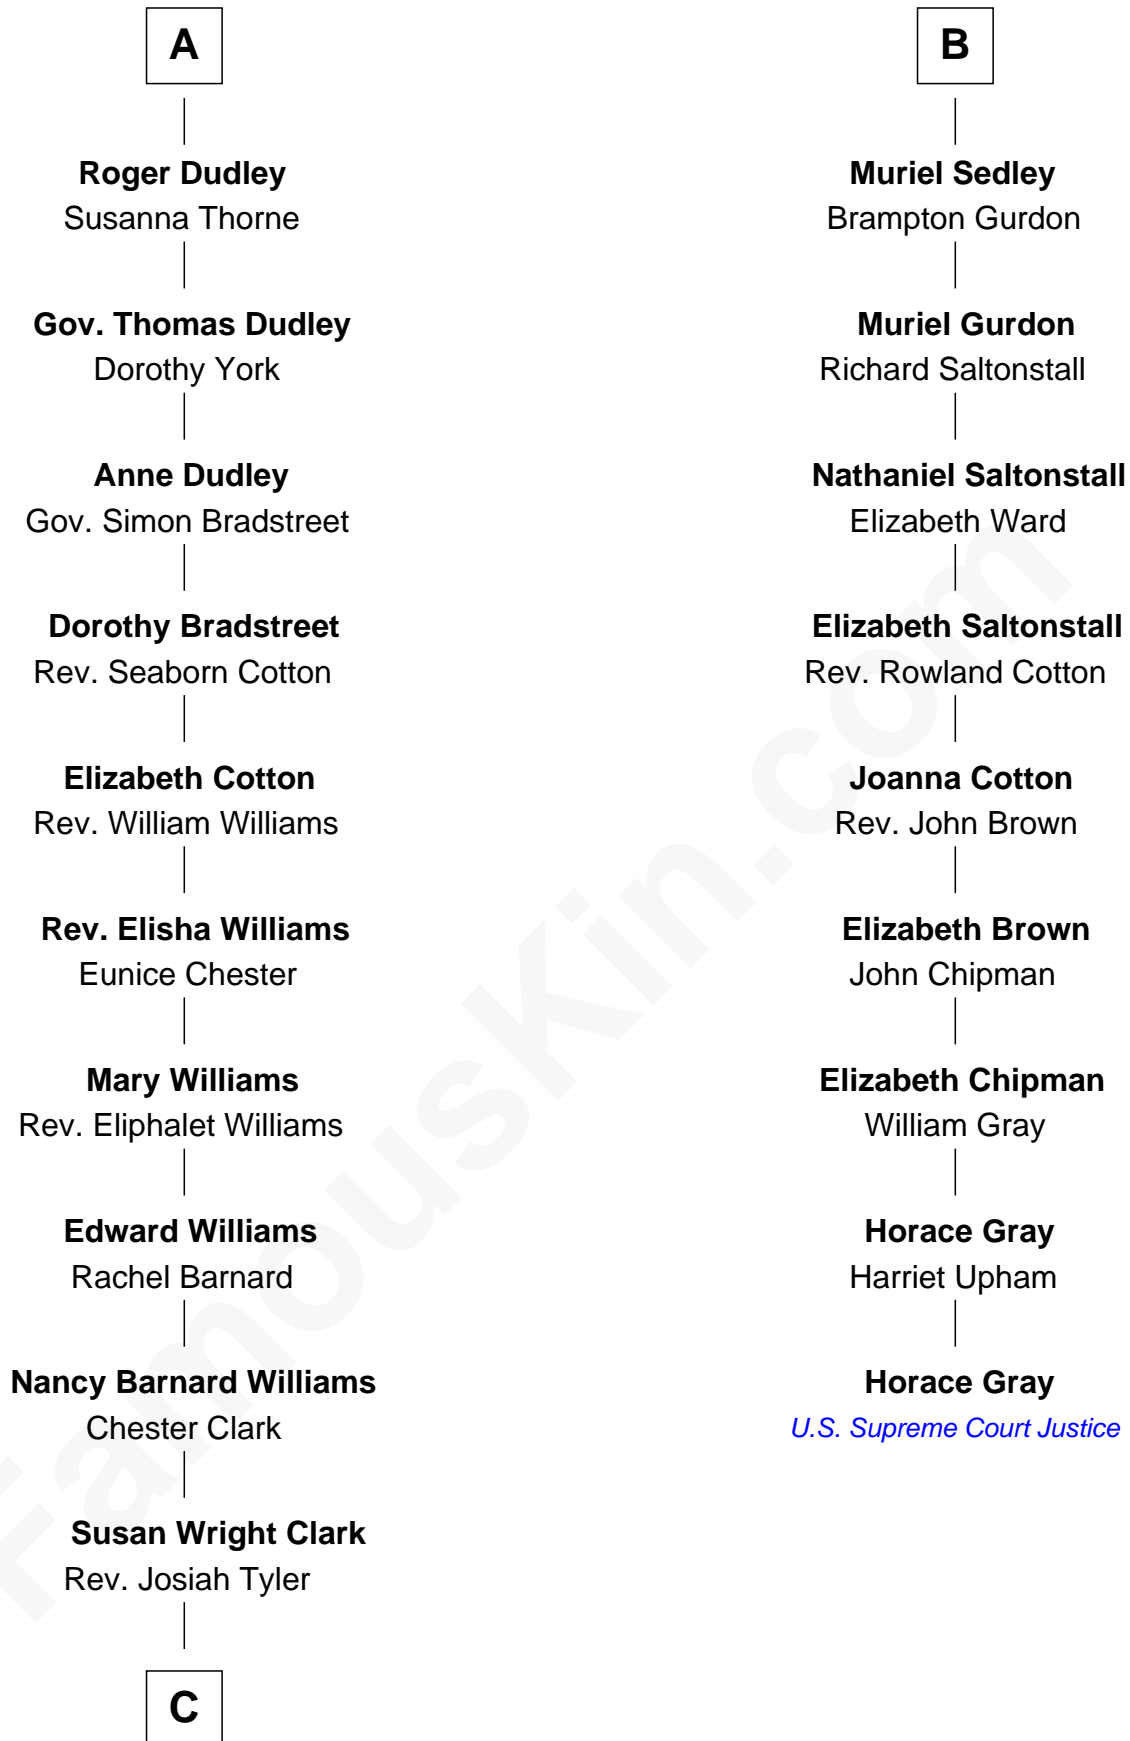 A
Roger Dudley
Susanna Thorne
Gov. Thomas Dudley
Dorothy York
Anne Dudley
Gov. Simon Bradstreet
Dorothy Bradstreet
Rev. Seaborn Cotton
Elizabeth Cotton
Rev. William Williams
Rev. Elisha Williams
Eunice Chester
Mary Williams
Rev. Eliphalet Williams
Edward Williams
Rachel Barnard
Nancy Barnard Williams
Chester Clark
Susan Wright Clark
Rev. Josiah Tyler
C
B
Muriel Sedley
Brampton Gurdon
Muriel Gurdon
Richard Saltonstall
Nathaniel Saltonstall
Elizabeth Ward
Elizabeth Saltonstall
Rev. Rowland Cotton
Joanna Cotton
Rev. John Brown
Elizabeth Brown
John Chipman
Elizabeth Chipman
William Gray
Horace Gray
Harriet Upham
Horace Gray
U.S. Supreme Court Justice
FamousKin.com